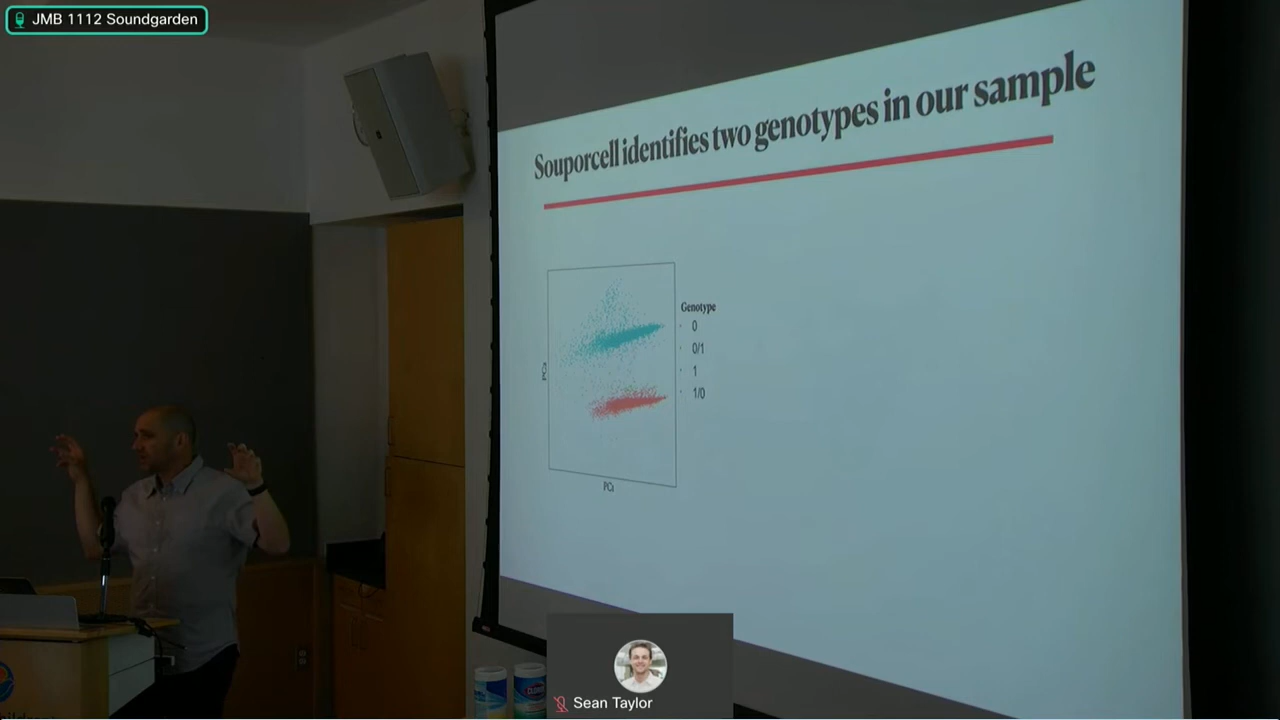 JMB 1112 Soundgarden
Souporcell identifies two genotypes in our sample
Genotype
0
0/1
1
1/0
PC1
Sean Taylor